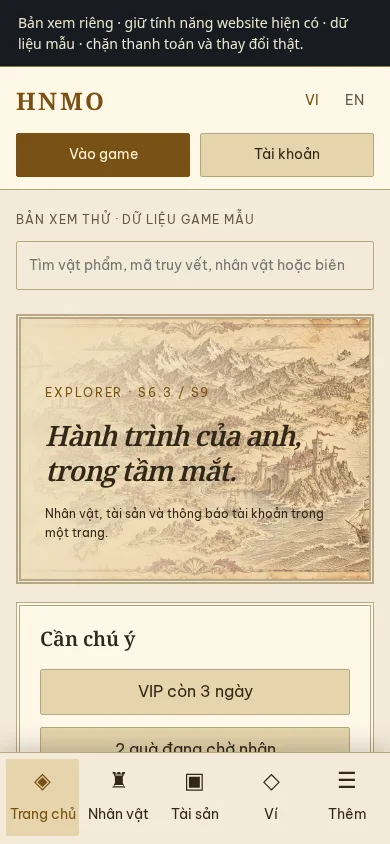 Bản xem riêng · giữ tính năng website hiện có · dữ
liệu mẫu · chặn thanh toán và thay đổi thật.
HNMO
VI EN
Vào game
Tài khoản
BẢN XEM THỬ · DỮ LIỆU GAME MẪU
Tìm vật phẩm, mã truy vết, nhân vật hoặc biên
EXPLORER · S6.3 / S9
Hành trình của anh,
trong tầm mắt.
Nhân vật, tài sản và thông báo tài khoản trong
một trang.
Cần chú ý
VIP còn 3 ngày
2 quà đang chờ nhận
Trang chủ
Nhân vật
Tài sản
Ví
Thêm